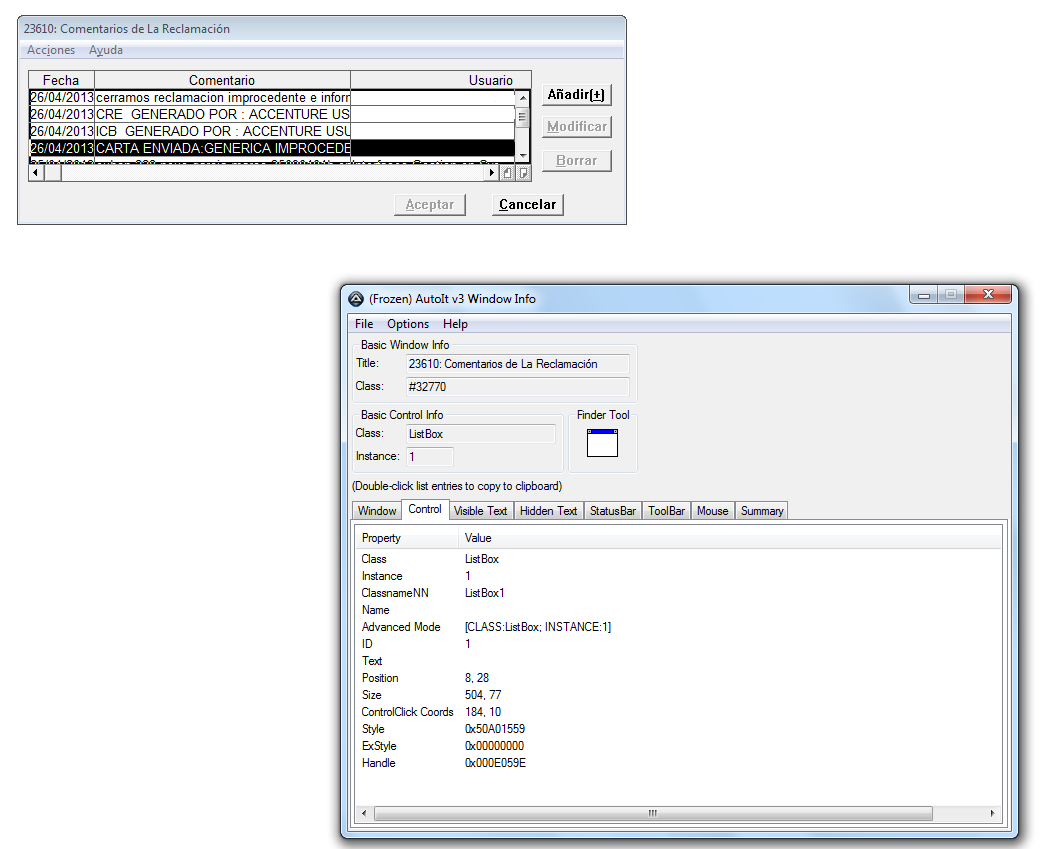 23610: Comentarios de La Reclamación
Acciones Ayuda
Fecha Comentario Usuario
26/04/2013 cerramos reclamacion improcedente e inforr
26/04/2013 CRE GENERADO POR : ACCENTURE US
26/04/2013 ICB GENERADO POR : ACCENTURE USU
26/04/2013 CARTA ENVIADA:GENERICA IMPROCEDE
Añadir(+)
Modificar
Borrar
Aceptar Cancelar
(Frozen) AutoIt v3 Window Info
File Options Help
Basic Window Info
Title: 23610: Comentarios de La Reclamación
Class: #32770
Basic Control Info Finder Tool
Class: ListBox
Instance: 1
(Double-click list entries to copy to clipboard)
Window Control Visible Text Hidden Text StatusBar ToolBar Mouse Summary
Property Value
Class ListBox
Instance 1
ClassnameNN ListBox1
Name
Advanced Mode [CLASS:ListBox; INSTANCE:1]
ID 1
Text
Position 8, 28
Size 504, 77
ControlClick Coords 184, 10
Style 0x50A01559
ExStyle 0x00000000
Handle 0x000E059E